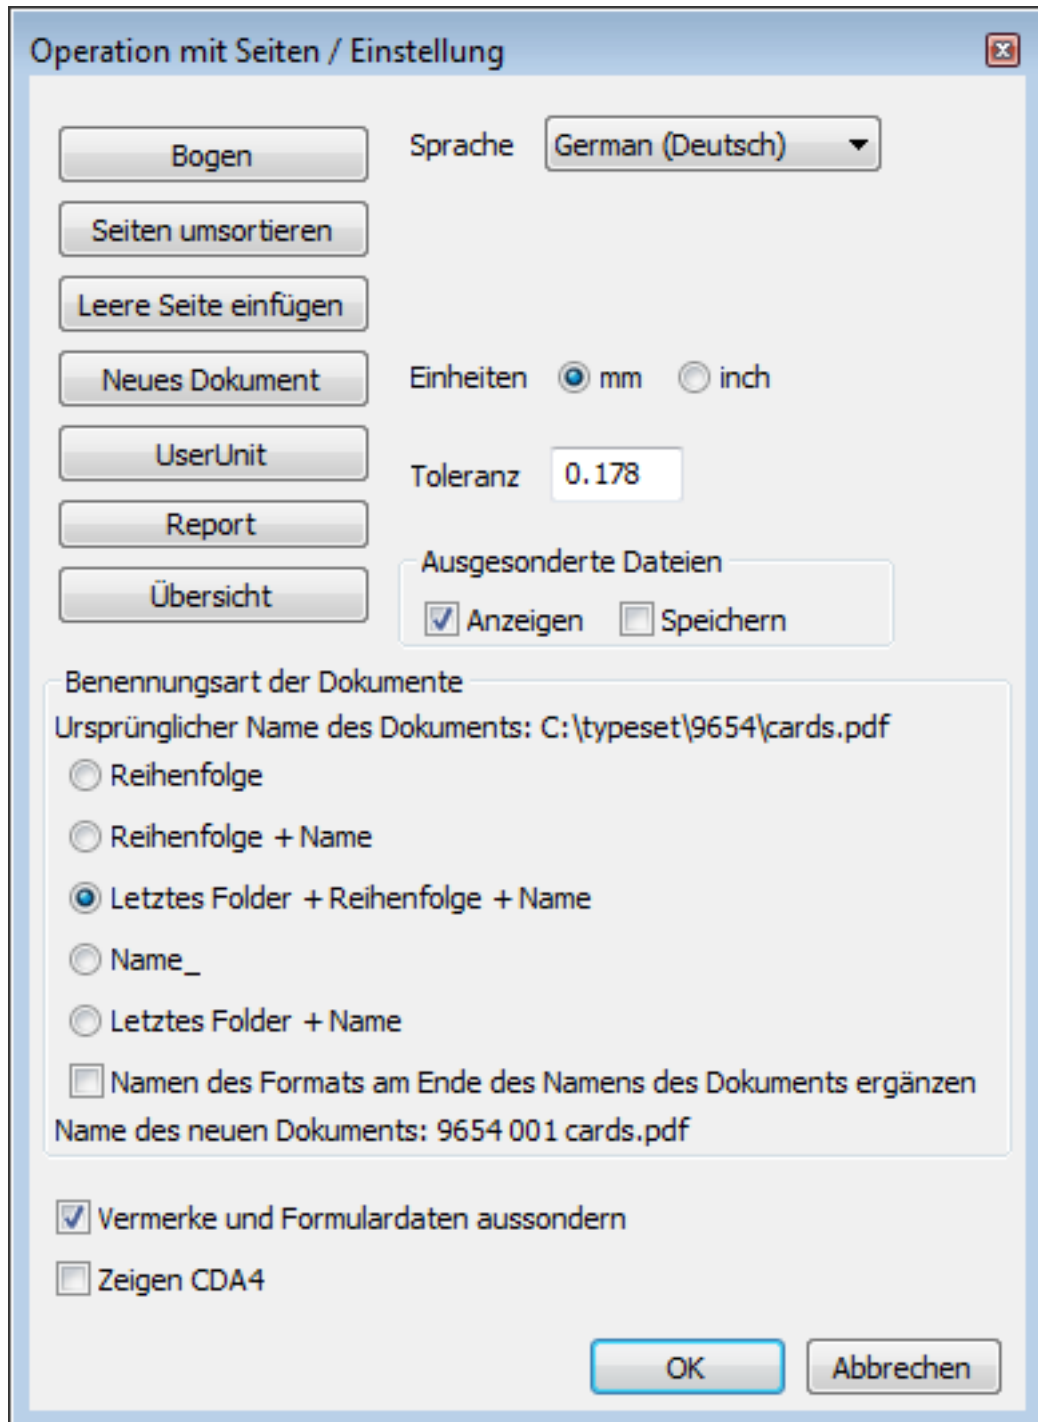 Operation mit Seiten / Einstellung
Bogen
Sprache German (Deutsch)
Seiten umsortieren
Leere Seite einfügen
Neues Dokument
Einheiten mm inch
UserUnit
Toleranz 0.178
Report
Ausgesonderte Dateien
Übersicht
Anzeigen Speichern
Benennungsart der Dokumente
Ursprünglicher Name des Dokuments: C:\typeset\9654\cards.pdf
Reihenfolge
Reihenfolge + Name
Letztes Folder + Reihenfolge + Name
Name_
Letztes Folder + Name
Namen des Formats am Ende des Namens des Dokuments ergänzen
Name des neuen Dokuments: 9654 001 cards.pdf
Vermerke und Formulardaten aussondern
Zeigen CDA4
OK Abbrechen